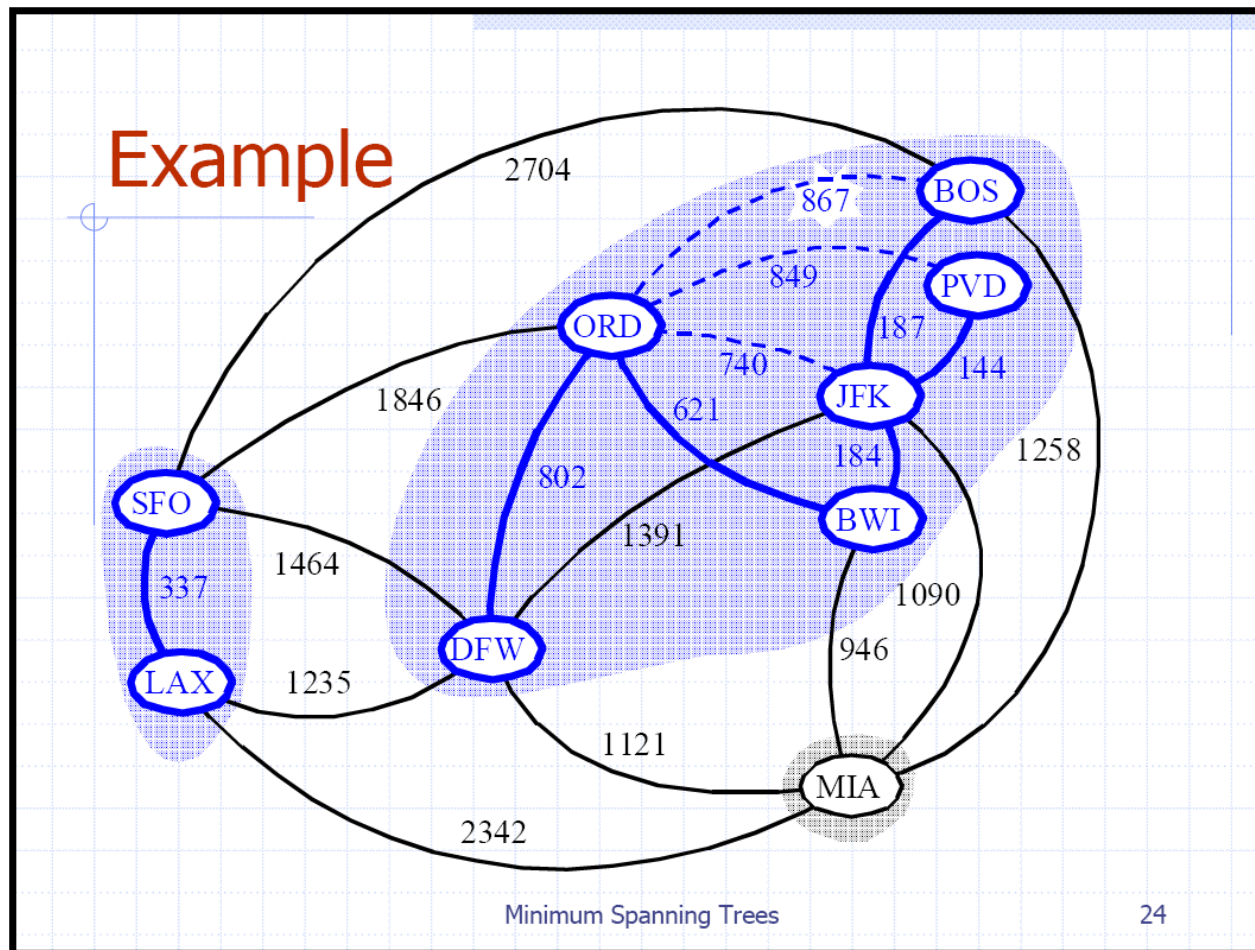 Example
2704
BOS
867
849
PVD
ORD
187
740
144
JFK
1846
621
1258
184
802
SFO
BWI
1391
1464
337
1090
DFW
946
LAX
1235
1121
MIA
2342
Minimum Spanning Trees
24